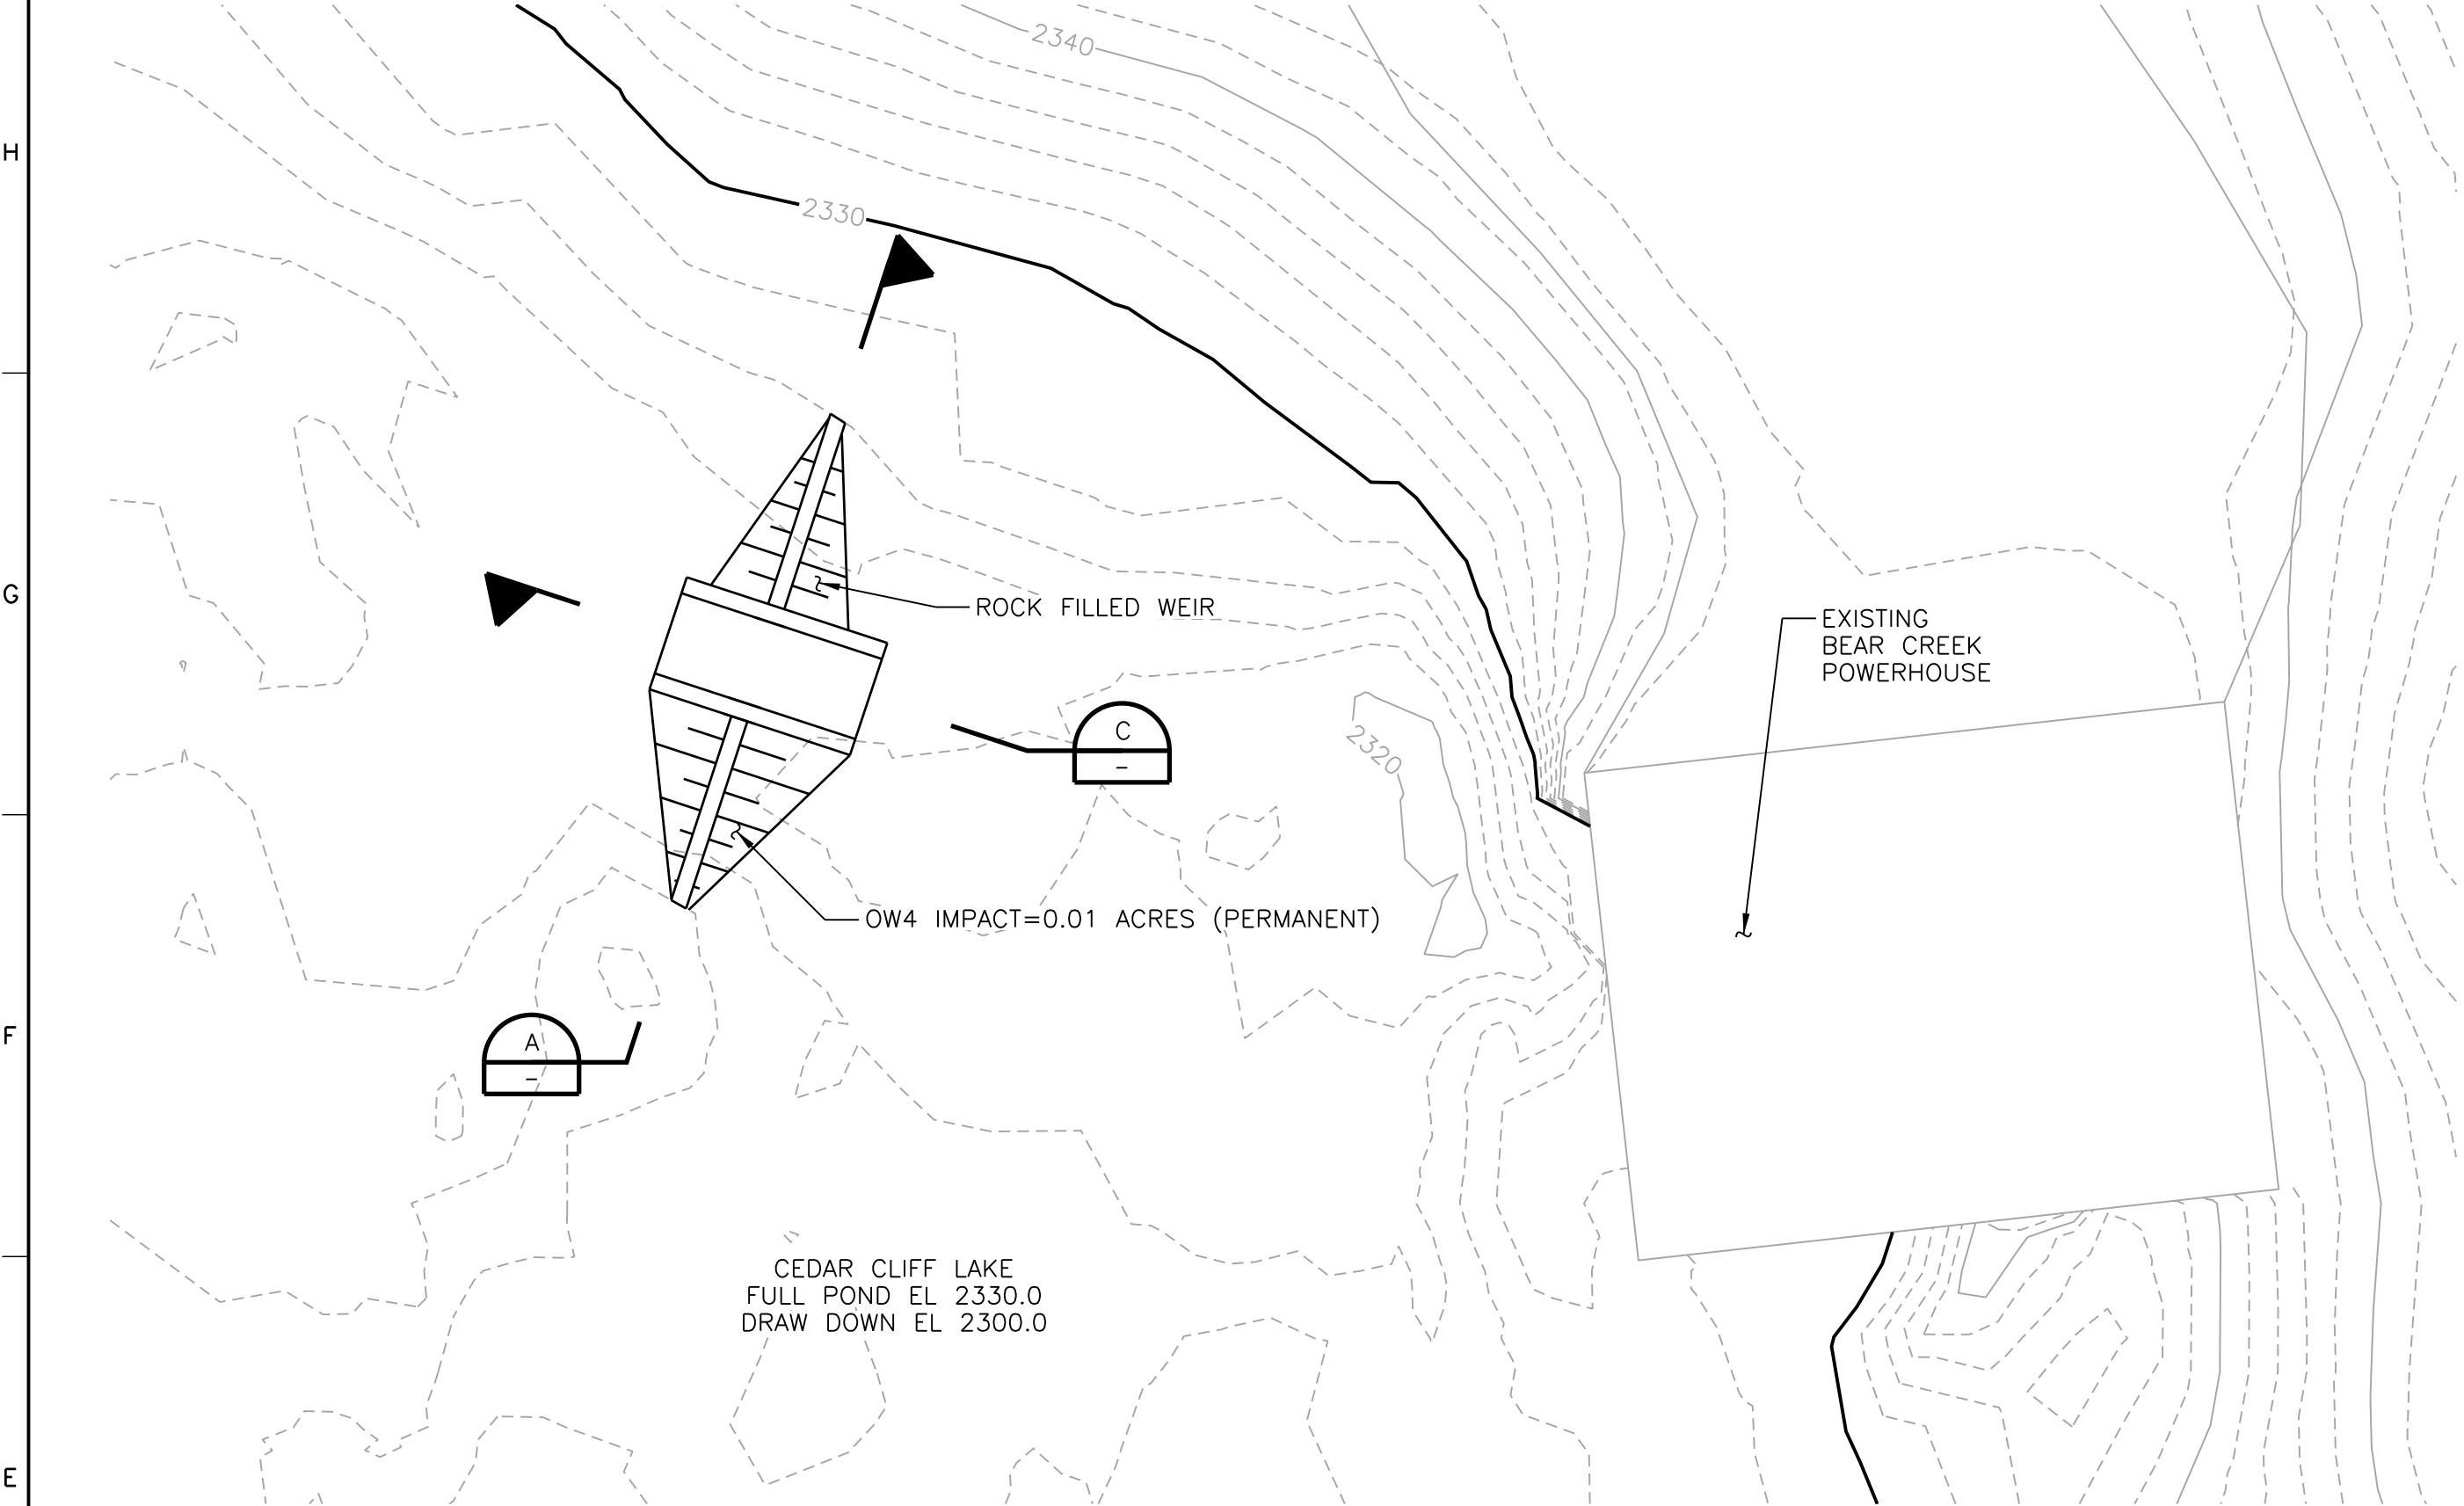 2340
H
2330
G
ROCK FILLED WEIR
EXISTING
BEAR CREEK
POWERHOUSE
C
-
2320
OW4 IMPACT=0.01 ACRES (PERMANENT)
F
A
-
CEDAR CLIFF LAKE
FULL POND EL 2330.0
DRAW DOWN EL 2300.0
E